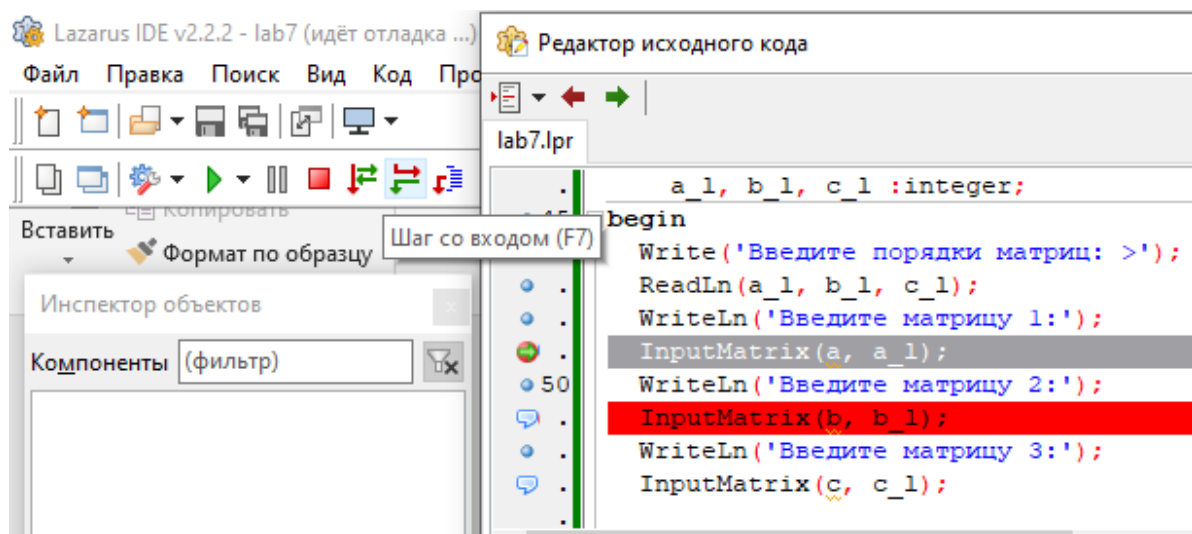 Lazarus IDE v2.2.2 - lab7 (идёт отладка ...)
Файл Правка Поиск Вид Код Про
Вставить
Копировать
Формат по образцу
Шаг со входом (F7)
Инспектор объектов
Компоненты (фильтр)
Редактор исходного кода
lab7.lpr
. a_l, b_l, c_l :integer;
45 begin
Write('Введите порядки матриц: >');
. ReadLn(a_l, b_l, c_l);
. WriteLn('Введите матрицу 1:');
. InputMatrix(a, a_l);
50 WriteLn('Введите матрицу 2:');
. InputMatrix(b, b_l);
. WriteLn('Введите матрицу 3:');
. InputMatrix(c, c_l);
.